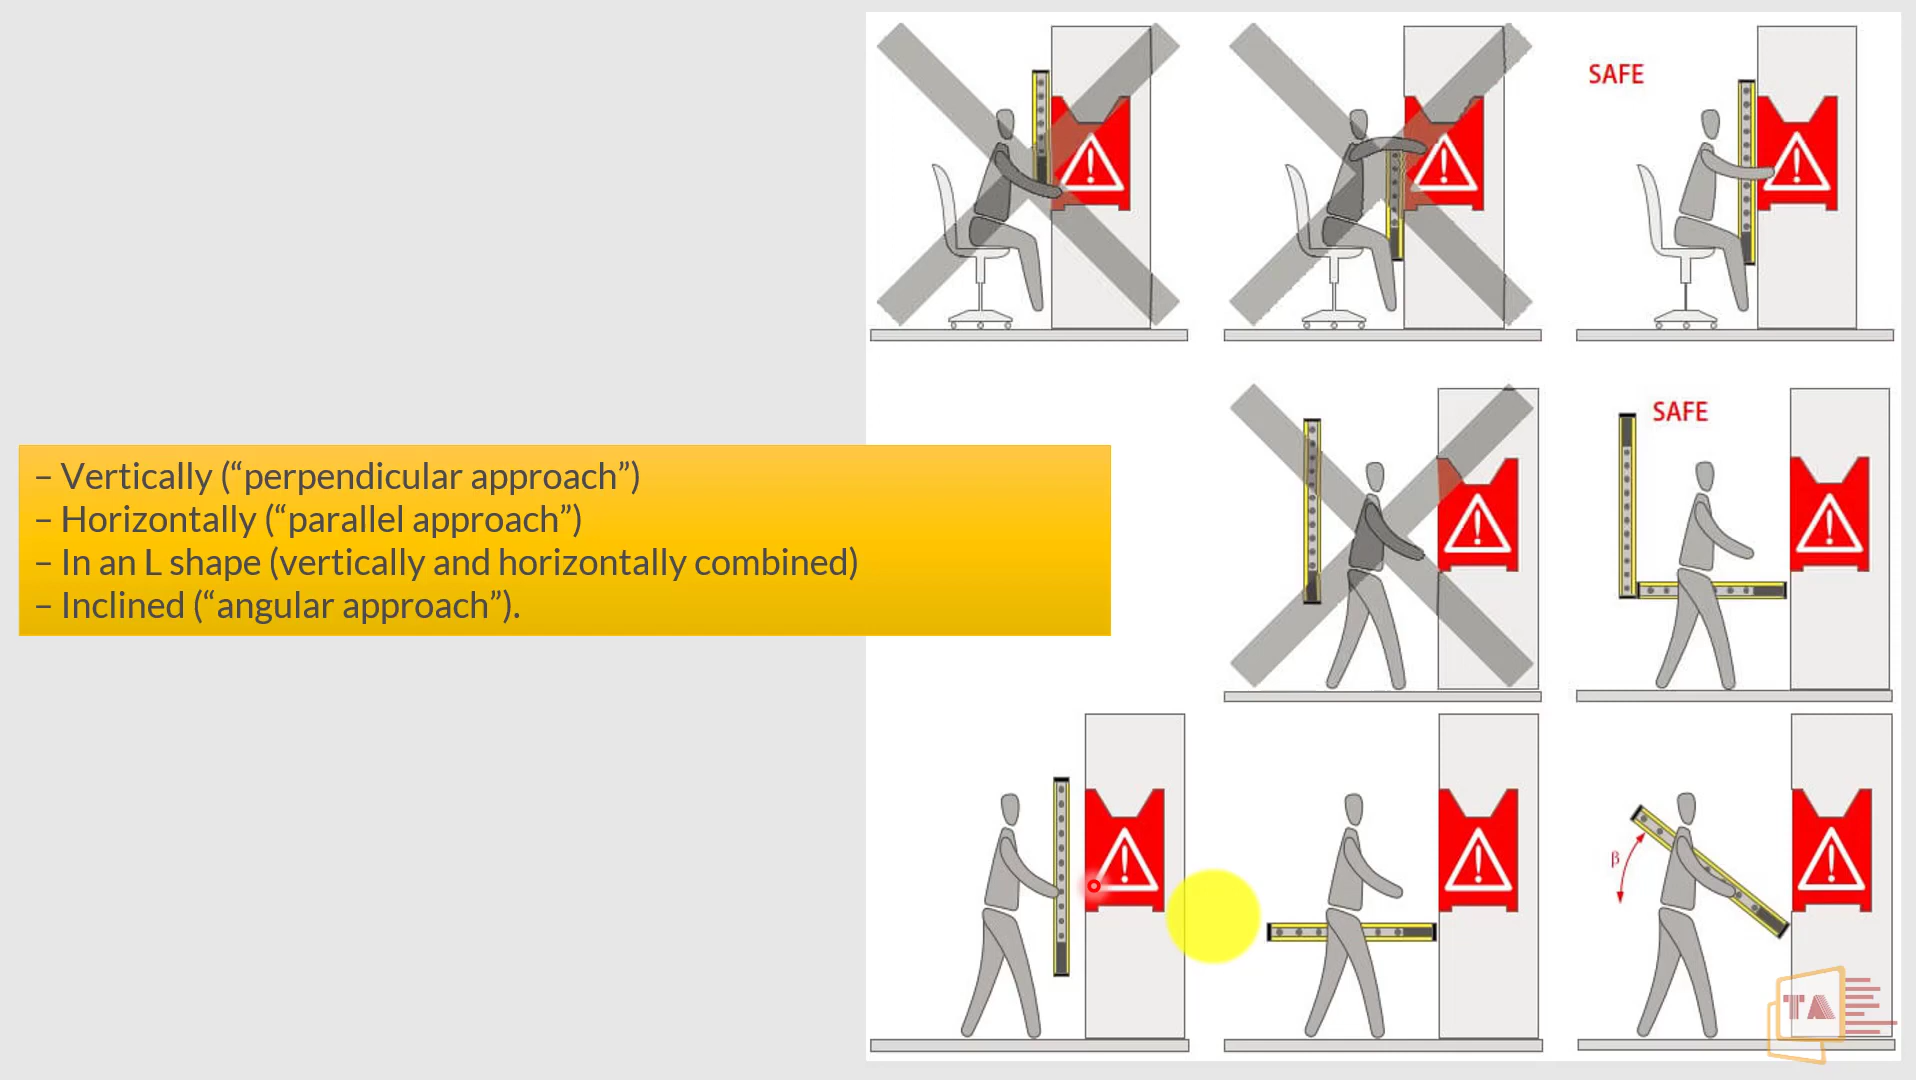 SAFE
– Vertically (“perpendicular approach”)
– Horizontally (“parallel approach”)
– In an L shape (vertically and horizontally combined)
– Inclined (“angular approach”).
SAFE
β
TA